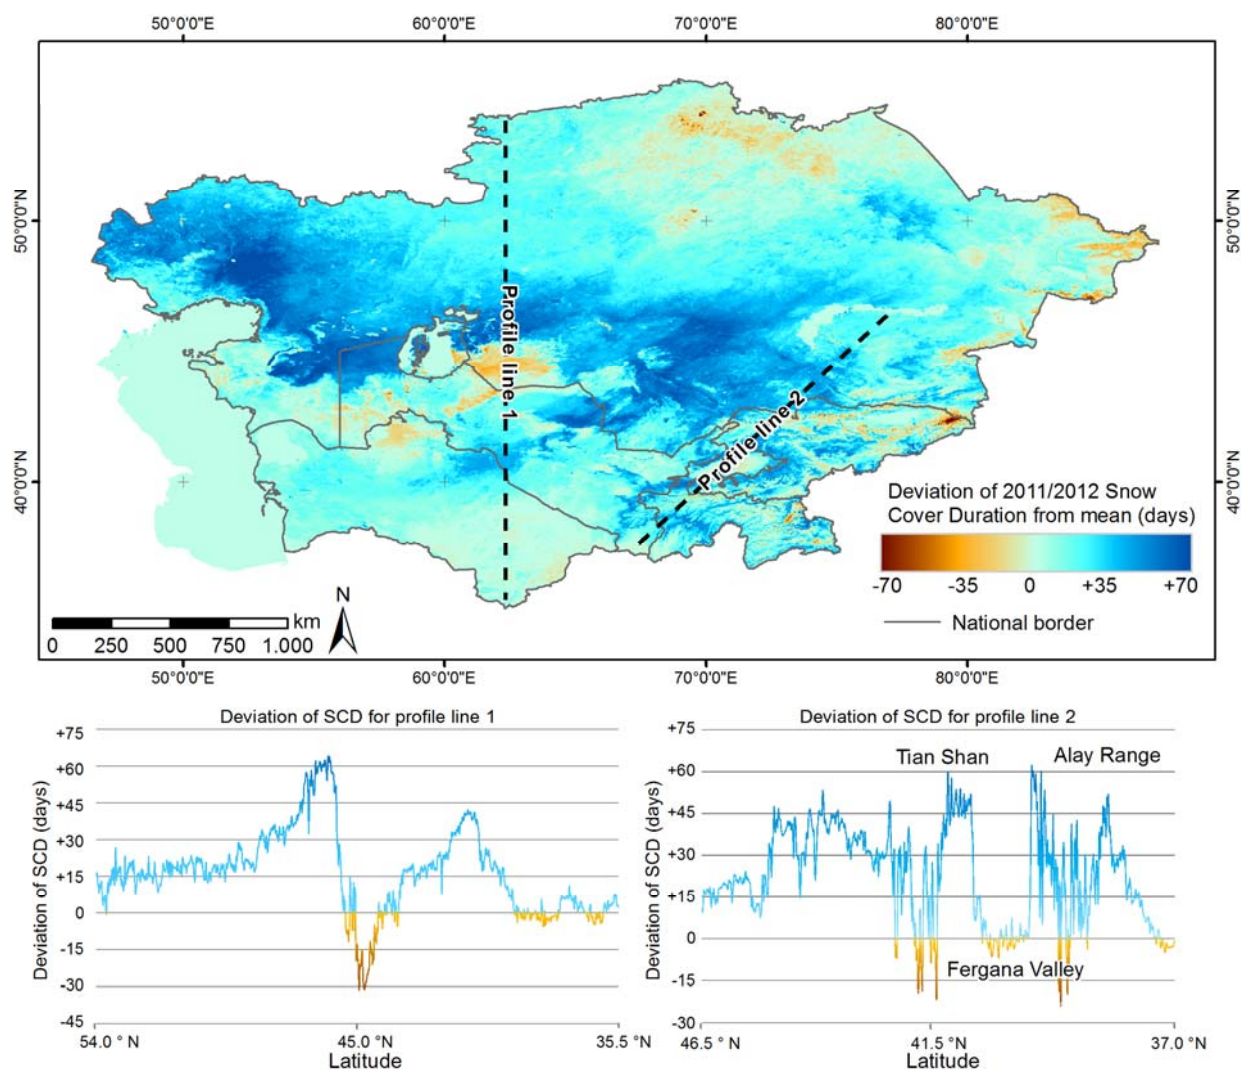 50°0'0"E 60°0'0"E 70°0'0"E 80°0'0"E
50°0'0"N
50°0'0"N
40°0'0"N
40°0'0"N
Profile line 1
Profile line 2
Deviation of 2011/2012 Snow
Cover Duration from mean (days)
-70 -35 0 +35 +70
National border
N
km
0 250 500 750 1.000
50°0'0"E 60°0'0"E 70°0'0"E 80°0'0"E
Deviation of SCD for profile line 1
Deviation of SCD (days)
+75
+60
+45
+30
+15
0
-15
-30
-45
54.0 ° N 45.0 ° N 35.5 ° N
Latitude
Deviation of SCD for profile line 2
Deviation of SCD (days)
+75
+60
+45
+30
+15
0
-15
-30
Tian Shan
Alay Range
Fergana Valley
46.5 ° N 41.5 ° N 37.0 ° N
Latitude